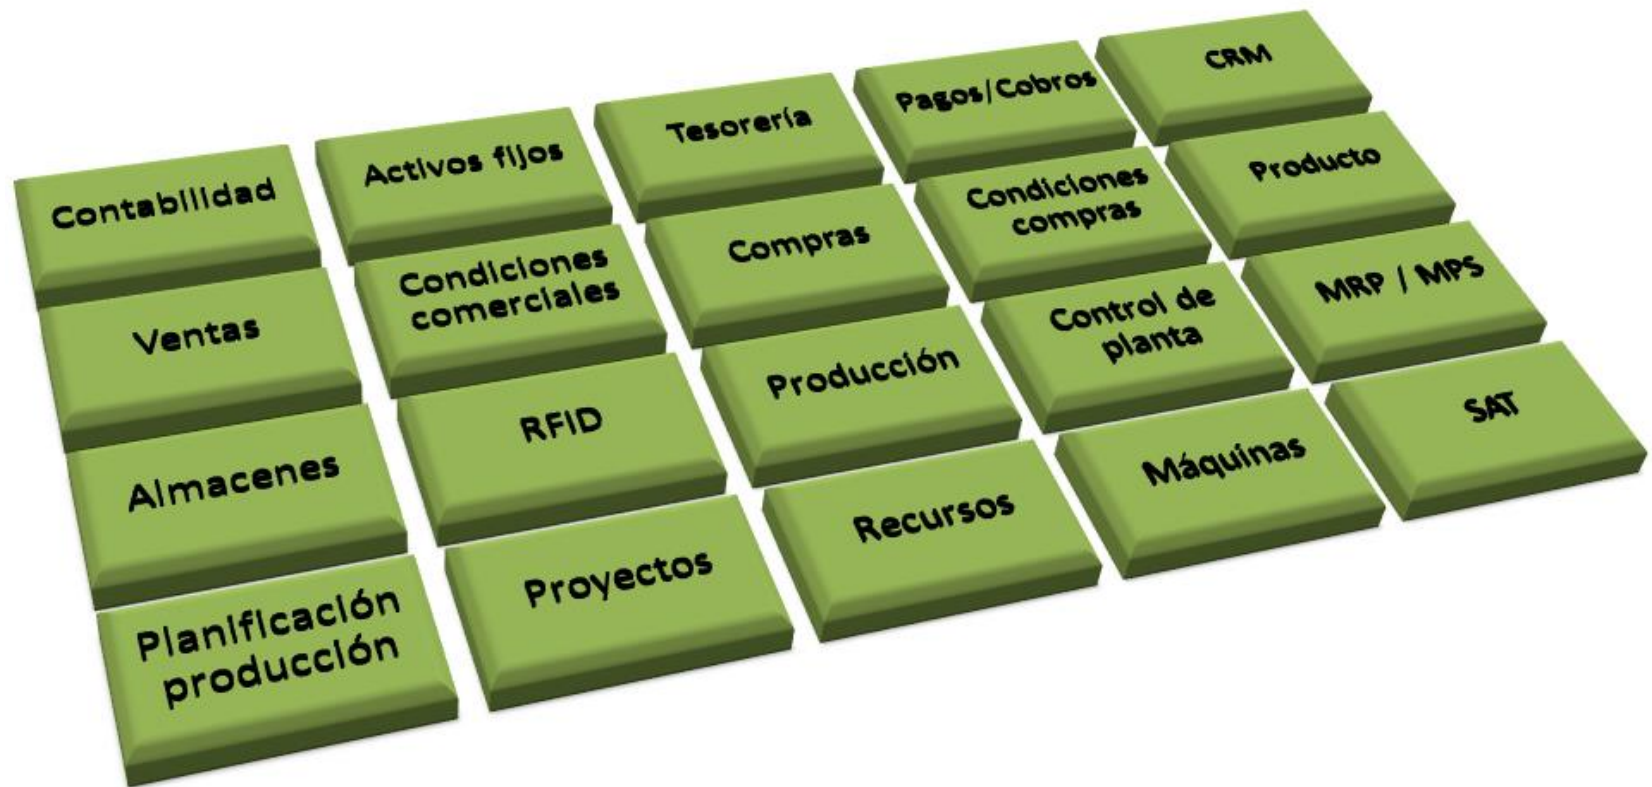 Contabilidad
Activos fijos
Tesorería
Pagos/Cobros
CRM
Ventas
Condiciones
comerciales
Compras
Condiciones
compras
Producto
Almacenes
RFID
Producción
Control de
planta
MRP / MPS
Planificación
producción
Proyectos
Recursos
Máquinas
SAT